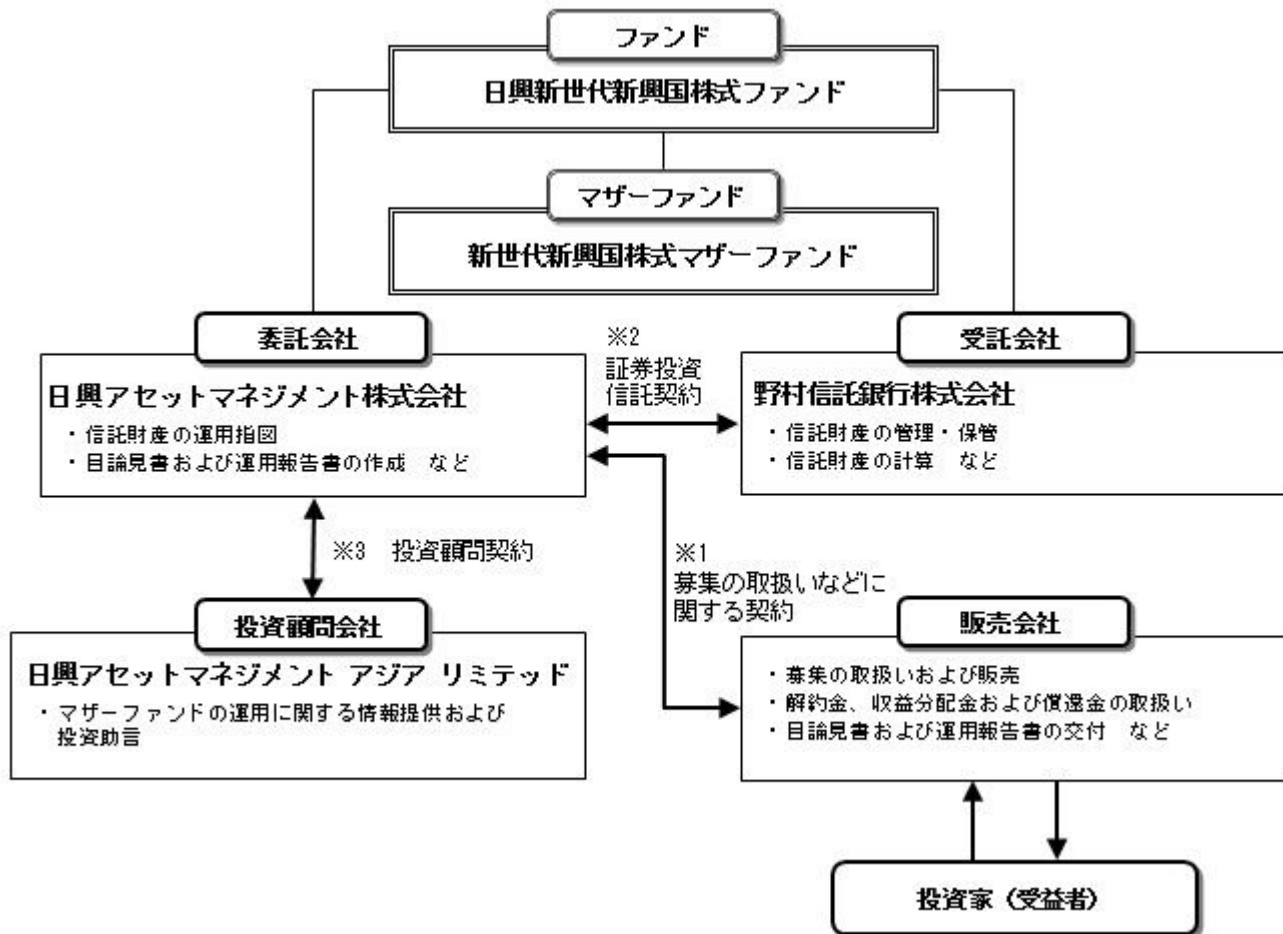 ファンド
日興新世代新興国株式ファンド
マザーファンド
新世代新興国株式マザーファンド
委託会社
日興アセットマネジメント株式会社
・信託財産の運用指図
・目論見書および運用報告書の作成　など
※2
証券投資
信託契約
受託会社
野村信託銀行株式会社
・信託財産の管理・保管
・信託財産の計算　など
※3　投資顧問契約
※1
募集の取扱いなどに
関する契約
投資顧問会社
日興アセットマネジメント アジア リミテッド
・マザーファンドの運用に関する情報提供および
投資助言
販売会社
・募集の取扱いおよび販売
・解約金、収益分配金および償還金の取扱い
・目論見書および運用報告書の交付　など
投資家（受益者）